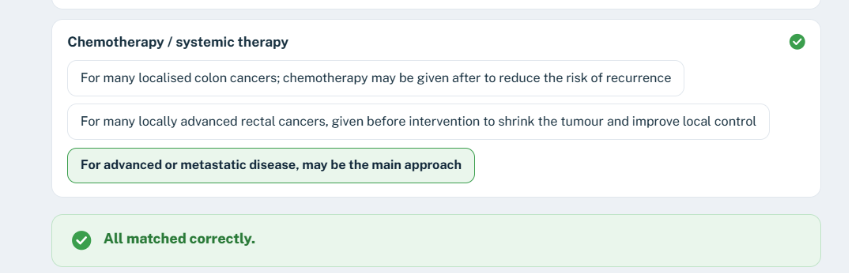 Chemotherapy / systemic therapy
For many localised colon cancers; chemotherapy may be given after to reduce the risk of recurrence
For many locally advanced rectal cancers, given before intervention to shrink the tumour and improve local control
For advanced or metastatic disease, may be the main approach
All matched correctly.